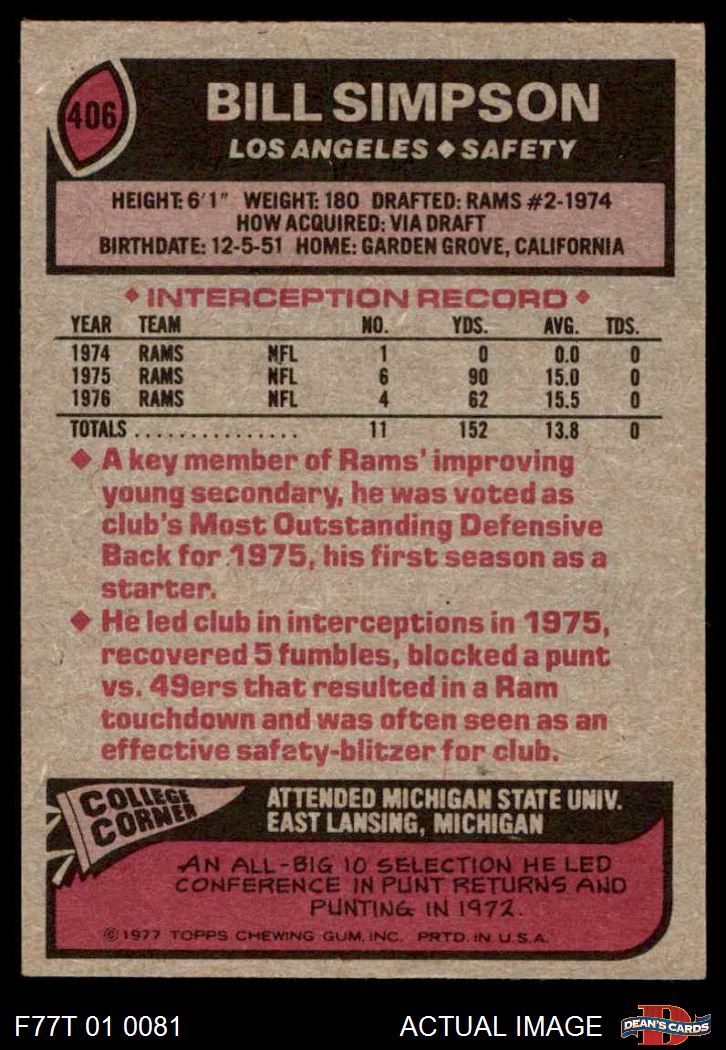 406
BILL SIMPSON
LOS ANGELES ◆ SAFETY
HEIGHT: 6'1" WEIGHT: 180 DRAFTED: RAMS #2-1974
HOW ACQUIRED: VIA DRAFT
BIRTHDATE: 12-5-51 HOME: GARDEN GROVE, CALIFORNIA
◆ INTERCEPTION RECORD ◆
YEAR TEAM NO. YDS. AVG. TDS.
1974 RAMS NFL 1 0 0.0 0
1975 RAMS NFL 6 90 15.0 0
1976 RAMS NFL 4 62 15.5 0
TOTALS............... 11 152 13.8 0
◆ A key member of Rams' improving
young secondary, he was voted as
club's Most Outstanding Defensive
Back for 1975, his first season as a
starter.
◆ He led club in interceptions in 1975,
recovered 5 fumbles, blocked a punt
vs. 49ers that resulted in a Ram
touchdown and was often seen as an
effective safety-blitzer for club.
COLLEGE
CORNER
ATTENDED MICHIGAN STATE UNIV.
EAST LANSING, MICHIGAN
AN ALL-BIG 10 SELECTION HE LED
CONFERENCE IN PUNT RETURNS AND
PUNTING IN 1972.
© 1977 TOPPS CHEWING GUM, INC. PRTD. IN U.S.A.
F77T 01 0081 ACTUAL IMAGE
D
DEAN'S CARDS